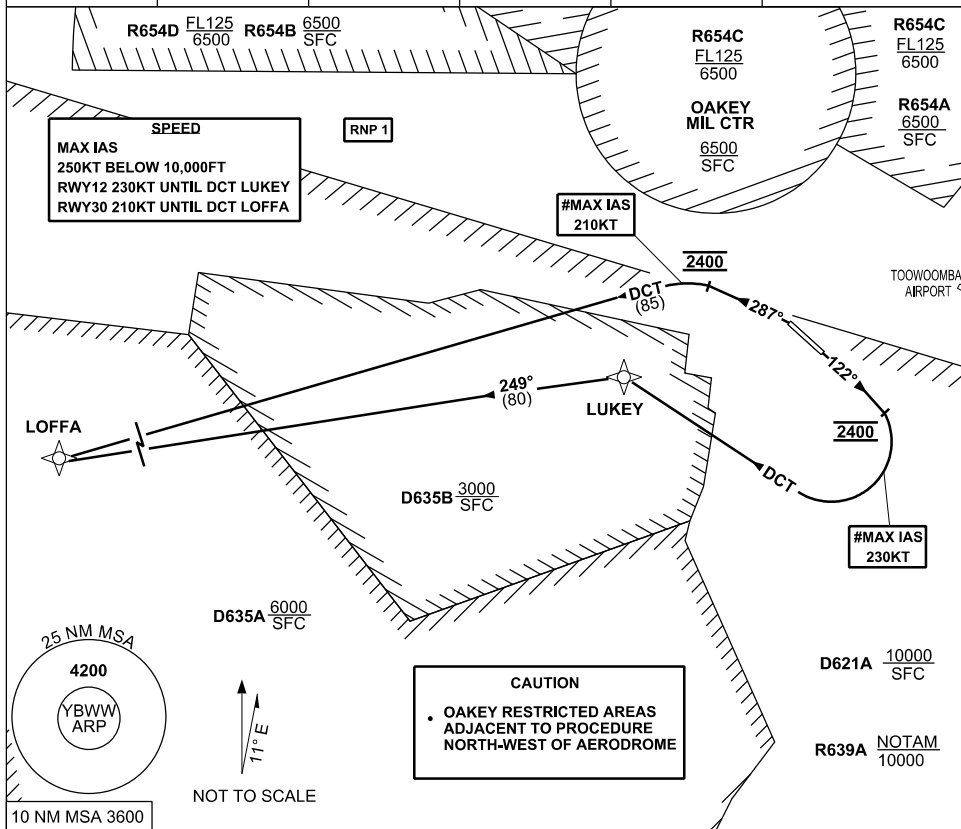 R654D FL125 6500 R654B 6500 SFC
R654C
FL125
6500
OAKEY
MIL CTR
6500
SFC
R654C
FL125
6500
R654A
6500
SFC
SPEED
MAX IAS
250KT BELOW 10,000FT
RWY12 230KT UNTIL DCT LUKEY
RWY30 210KT UNTIL DCT LOFFA
RNP 1
#MAX IAS
210KT
2400
TOOWOOMBA
AIRPORT
DCT
(85)
287°
122°
249°
(80)
LUKEY
LOFFA
2400
DCT
D635B 3000 SFC
#MAX IAS
230KT
D635A 6000 SFC
25 NM MSA
4200
YBWW
ARP
11° E
NOT TO SCALE
CAUTION
• OAKEY RESTRICTED AREAS
ADJACENT TO PROCEDURE
NORTH-WEST OF AERODROME
D621A 10000 SFC
R639A NOTAM 10000
10 NM MSA 3600